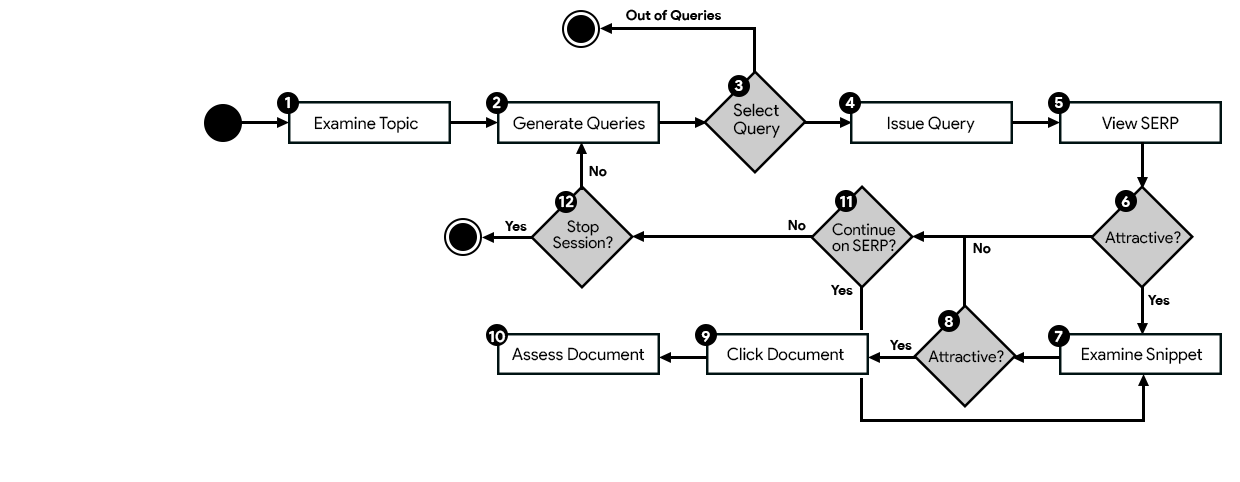 Out of Queries
3
Select
Query
1
Examine Topic
2
Generate Queries
4
Issue Query
5
View SERP
No
12
Stop
Session?
Yes
11
Continue
on SERP?
No
Yes
6
Attractive?
No
Yes
10
Assess Document
9
Click Document
Yes
8
Attractive?
7
Examine Snippet